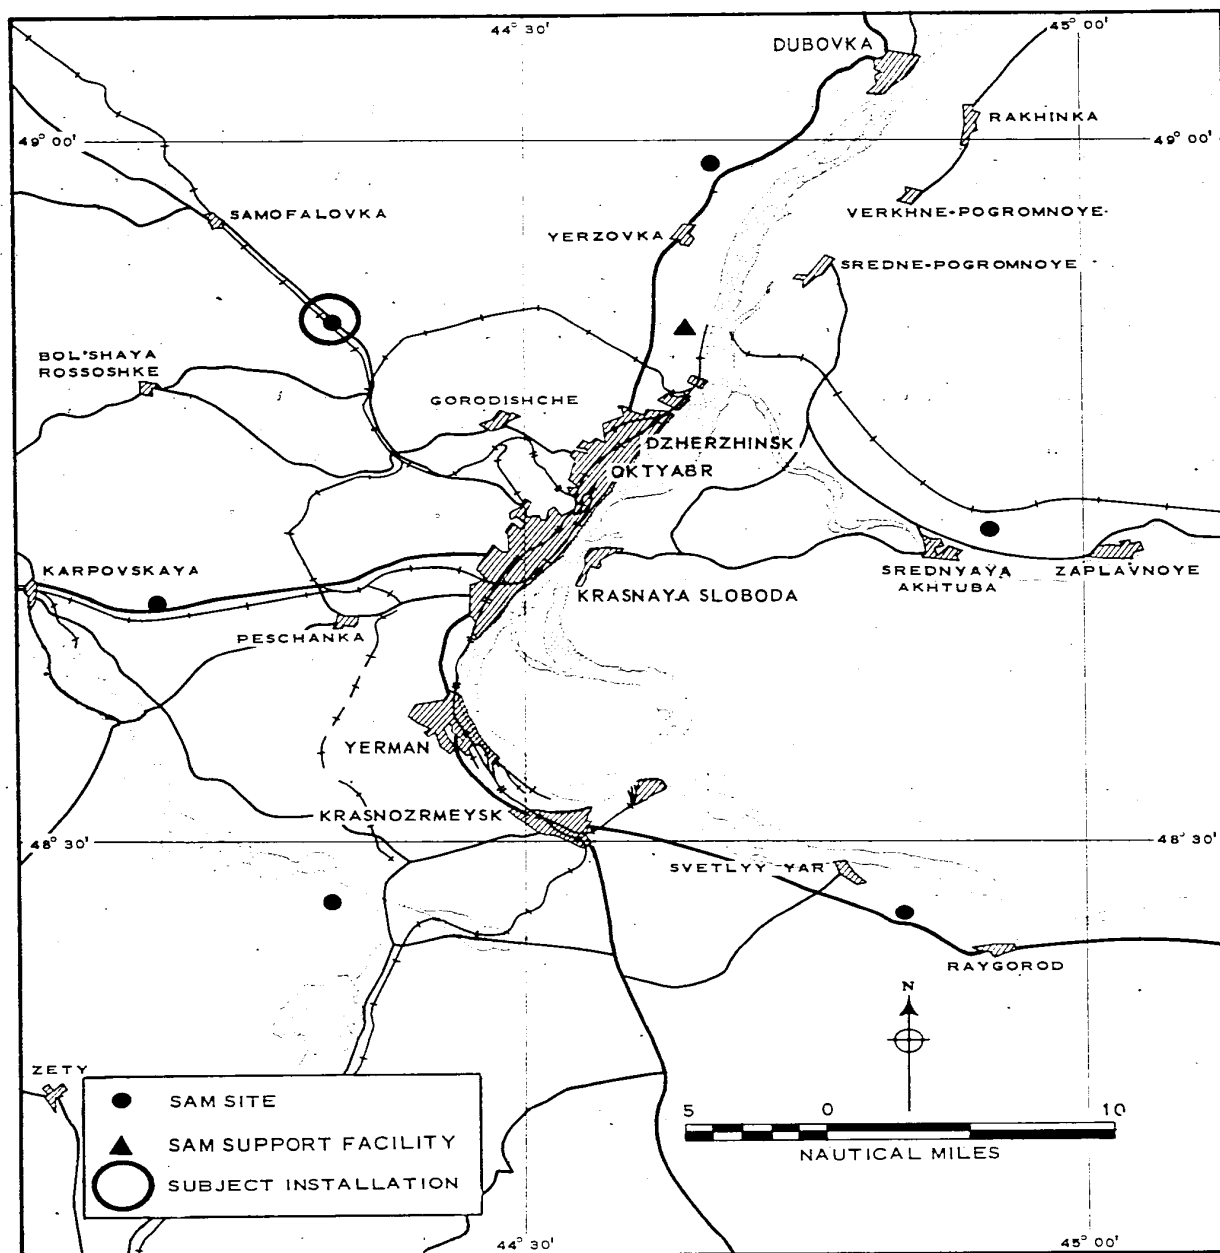 44° 30'
45° 00'
DUBOVKA
RAKHINKA
49° 00'
49° 00'
SAMOFALOVKA
VERKHNE-POGROMNOYE
YERZOVKA
SREDNE-POGROMNOYE
BOL'SHAYA
ROSSOSHKE
GORODISHCHE
DZHERZHINSK
OKTYABR
KARPOVSKAYA
SREDNYAYA
AKHTUBA
ZAPLAVNOYE
KRASNAYA SLOBODA
PESCHANKA
YERMAN
KRASNOZRMEYSK
48° 30'
48° 30'
SVETLYY YAR
RAYGOROD
N
ZETY
SAM SITE
SAM SUPPORT FACILITY
SUBJECT INSTALLATION
5 0 10
NAUTICAL MILES
44° 30'
45° 00'